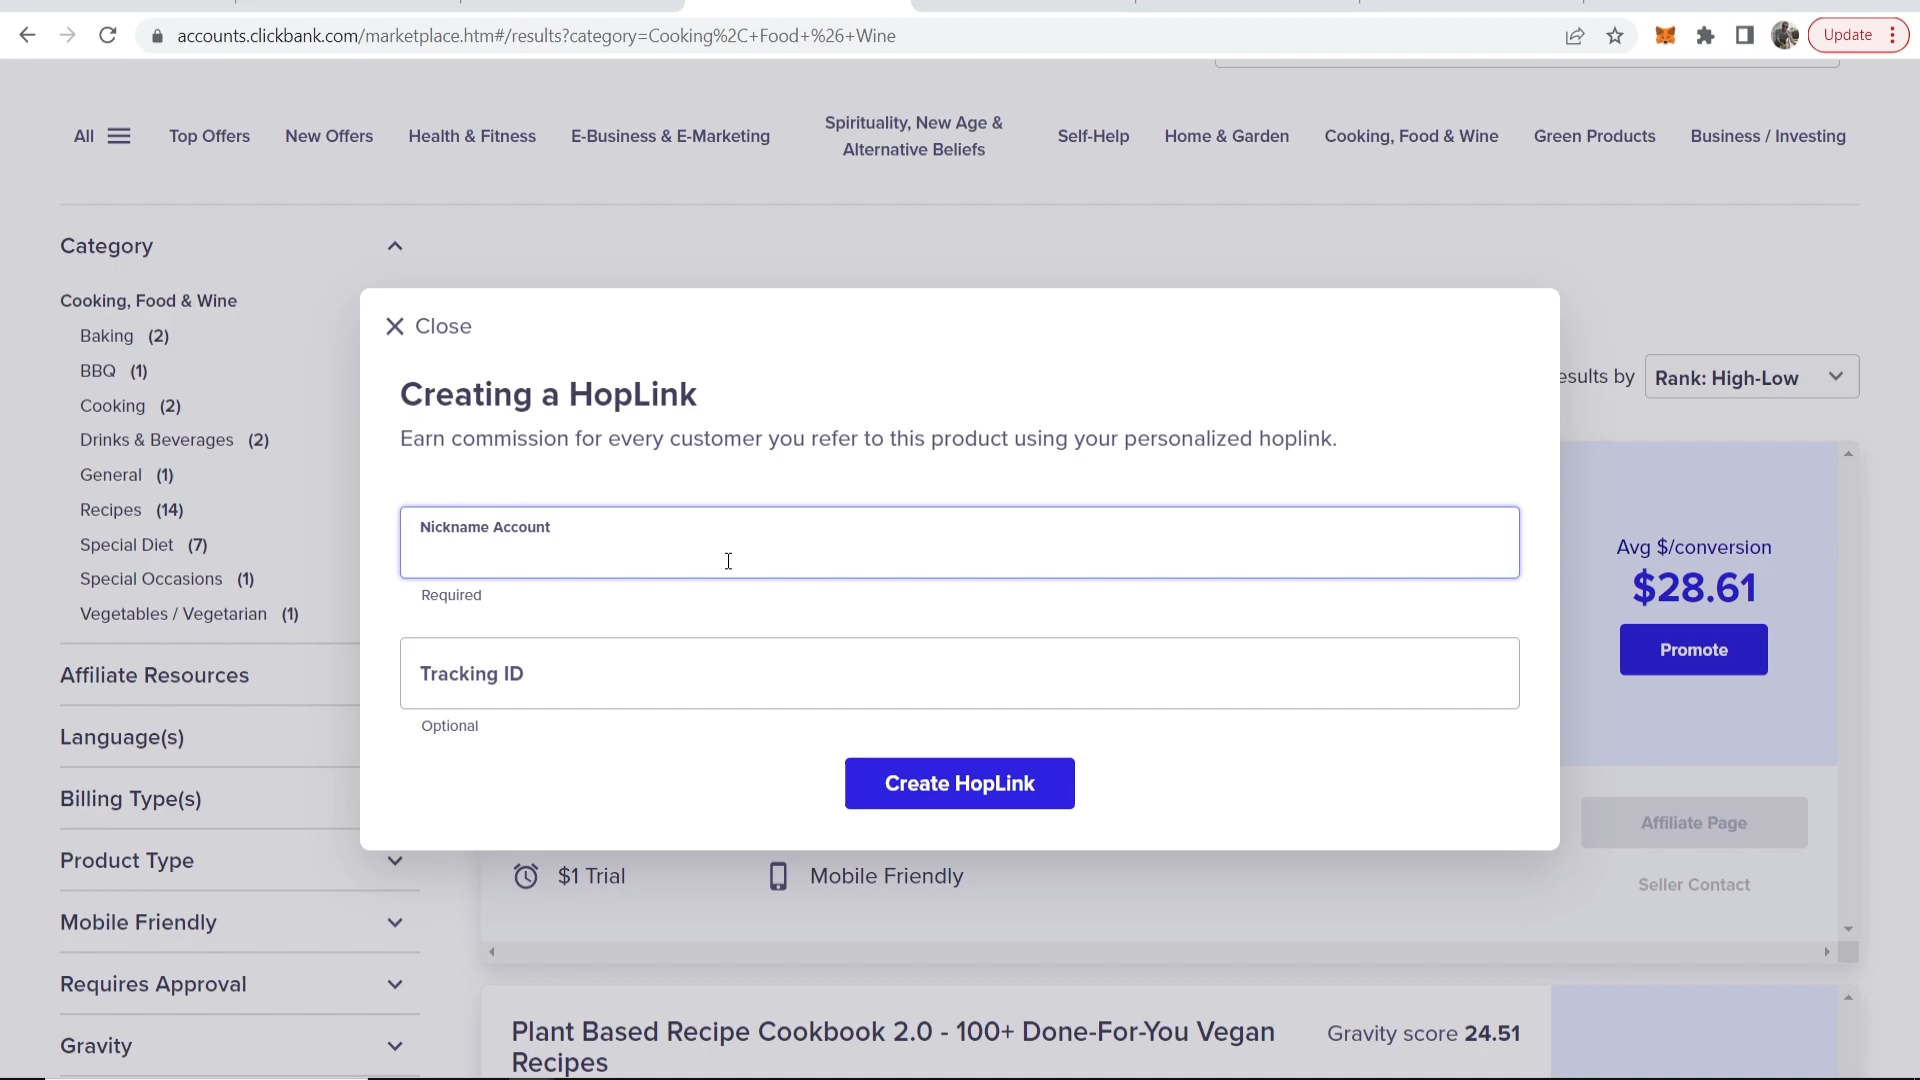 accounts.clickbank.com/marketplace.htm#/results?category=Cooking%2C+Food+%26+Wine
Update
All
Top Offers
New Offers
Health & Fitness
E-Business & E-Marketing
Spirituality, New Age &
Alternative Beliefs
Self-Help
Home & Garden
Cooking, Food & Wine
Green Products
Business / Investing
Category
Cooking, Food & Wine
Baking (2)
BBQ (1)
Cooking (2)
Drinks & Beverages (2)
General (1)
Recipes (14)
Special Diet (7)
Special Occasions (1)
Vegetables / Vegetarian (1)
Affiliate Resources
Language(s)
Billing Type(s)
Product Type
Mobile Friendly
Requires Approval
Gravity
Close
Creating a HopLink
Earn commission for every customer you refer to this product using your personalized hoplink.
Nickname Account
Required
Tracking ID
Optional
Create HopLink
esults by
Rank: High-Low
Avg $/conversion
$28.61
Promote
Affiliate Page
Seller Contact
$1 Trial
Mobile Friendly
Plant Based Recipe Cookbook 2.0 - 100+ Done-For-You Vegan
Recipes
Gravity score 24.51